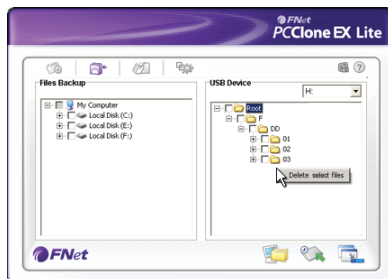 FNet
PCClone EX Lite
Files Backup
My Computer
Local Disk (C:)
Local Disk (E:)
Local Disk (F:)
USB Device
H:
Root
F
DD
01
02
03
Delete select files
FNet